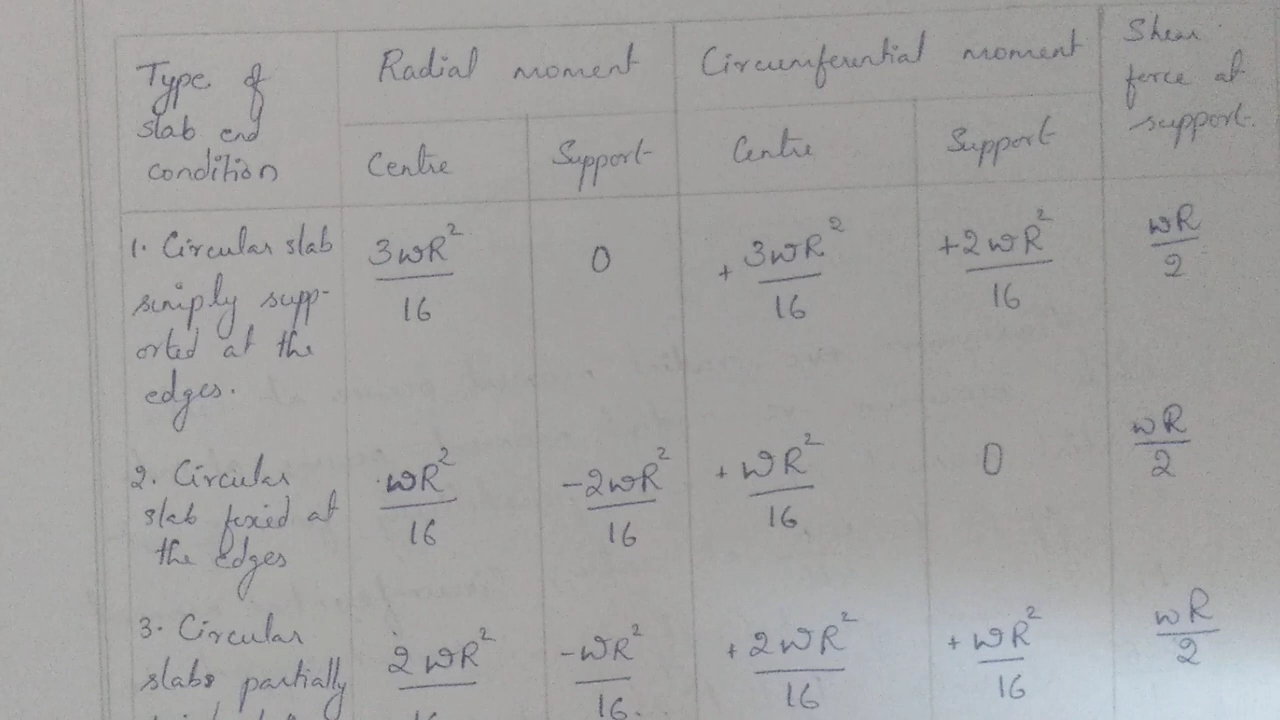 Type of slab end condition | Radial moment | Circumferential moment | Shear force at support.
Centre | Support | Centre | Support
1. Circular slab simply supp-orted at the edges. | 3wR²/16 | 0 | +3wR²/16 | +2wR²/16 | wR/2
2. Circular slab fixed at the edges | wR²/16 | -2wR²/16 | +wR²/16 | 0 | wR/2
3. Circular slabs partially | 2wR²/16 | -wR²/16. | +2wR²/16 | +wR²/16 | wR/2